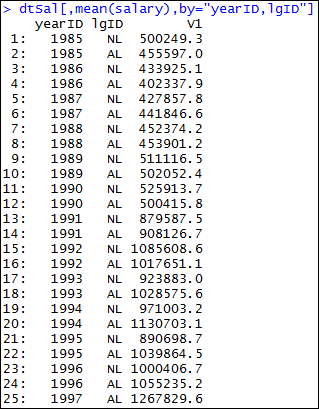 > dtSal[,mean(salary),by="yearID,lgID"]
yearID lgID V1
1: 1985 NL 500249.3
2: 1985 AL 455597.0
3: 1986 NL 433925.1
4: 1986 AL 402337.9
5: 1987 NL 427857.8
6: 1987 AL 441846.6
7: 1988 NL 452374.2
8: 1988 AL 453901.2
9: 1989 NL 511116.5
10: 1989 AL 502052.4
11: 1990 NL 525913.7
12: 1990 AL 500415.8
13: 1991 NL 879587.5
14: 1991 AL 908126.7
15: 1992 NL 1085608.6
16: 1992 AL 1017651.1
17: 1993 NL 923883.0
18: 1993 AL 1028575.6
19: 1994 NL 971003.2
20: 1994 AL 1130703.1
21: 1995 NL 890698.7
22: 1995 AL 1039864.5
23: 1996 NL 1000406.7
24: 1996 AL 1055235.2
25: 1997 AL 1267829.6